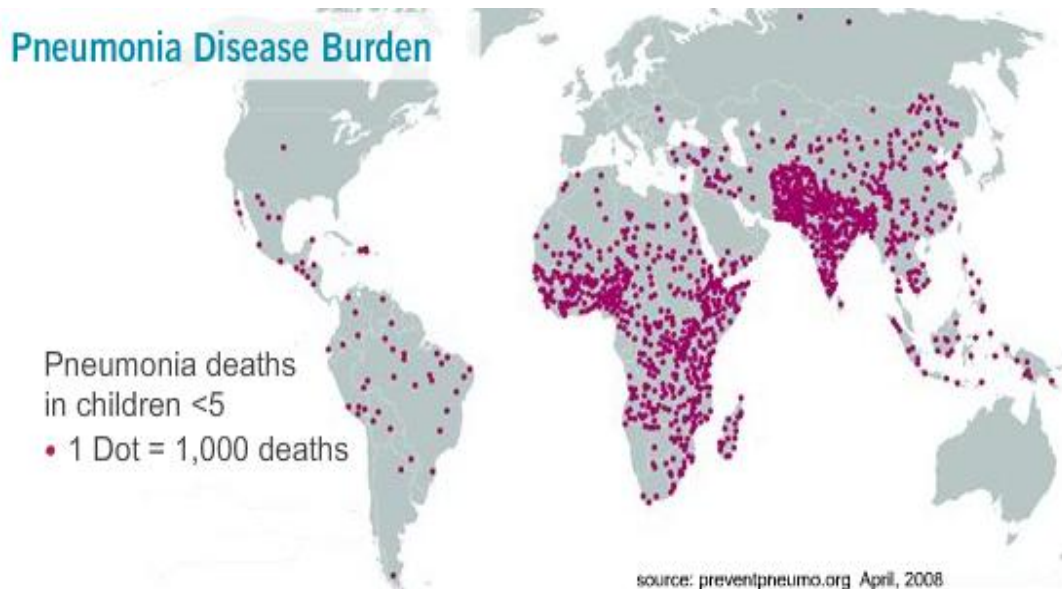 Pneumonia Disease Burden
Pneumonia deaths
in children <5
• 1 Dot = 1,000 deaths
source: preventpneumo.org April, 2008